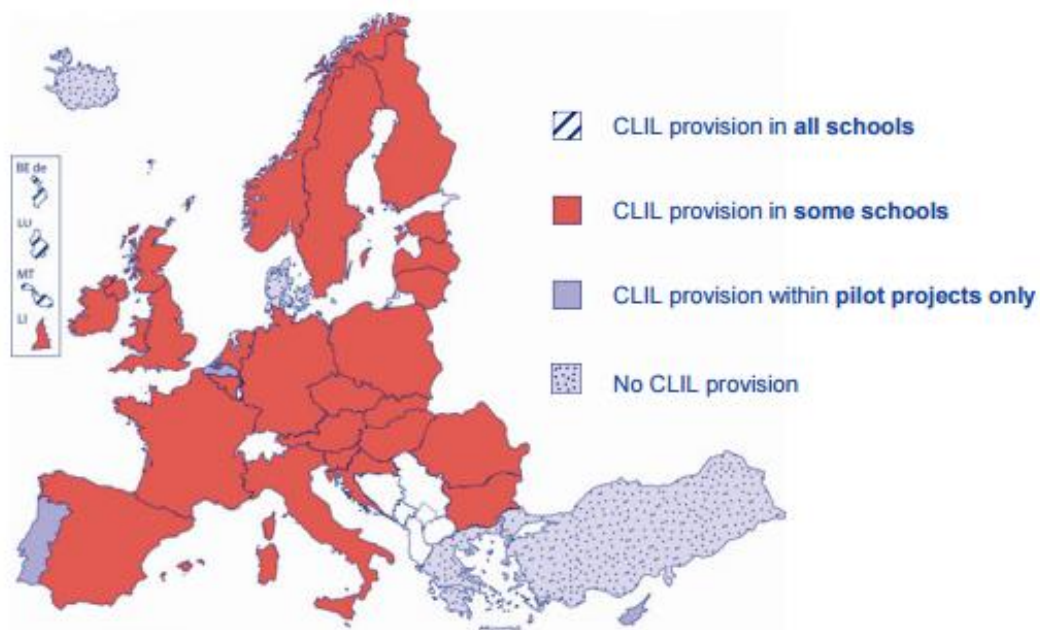 BE de
LU
MT
LI
CLIL provision in all schools
CLIL provision in some schools
CLIL provision within pilot projects only
No CLIL provision